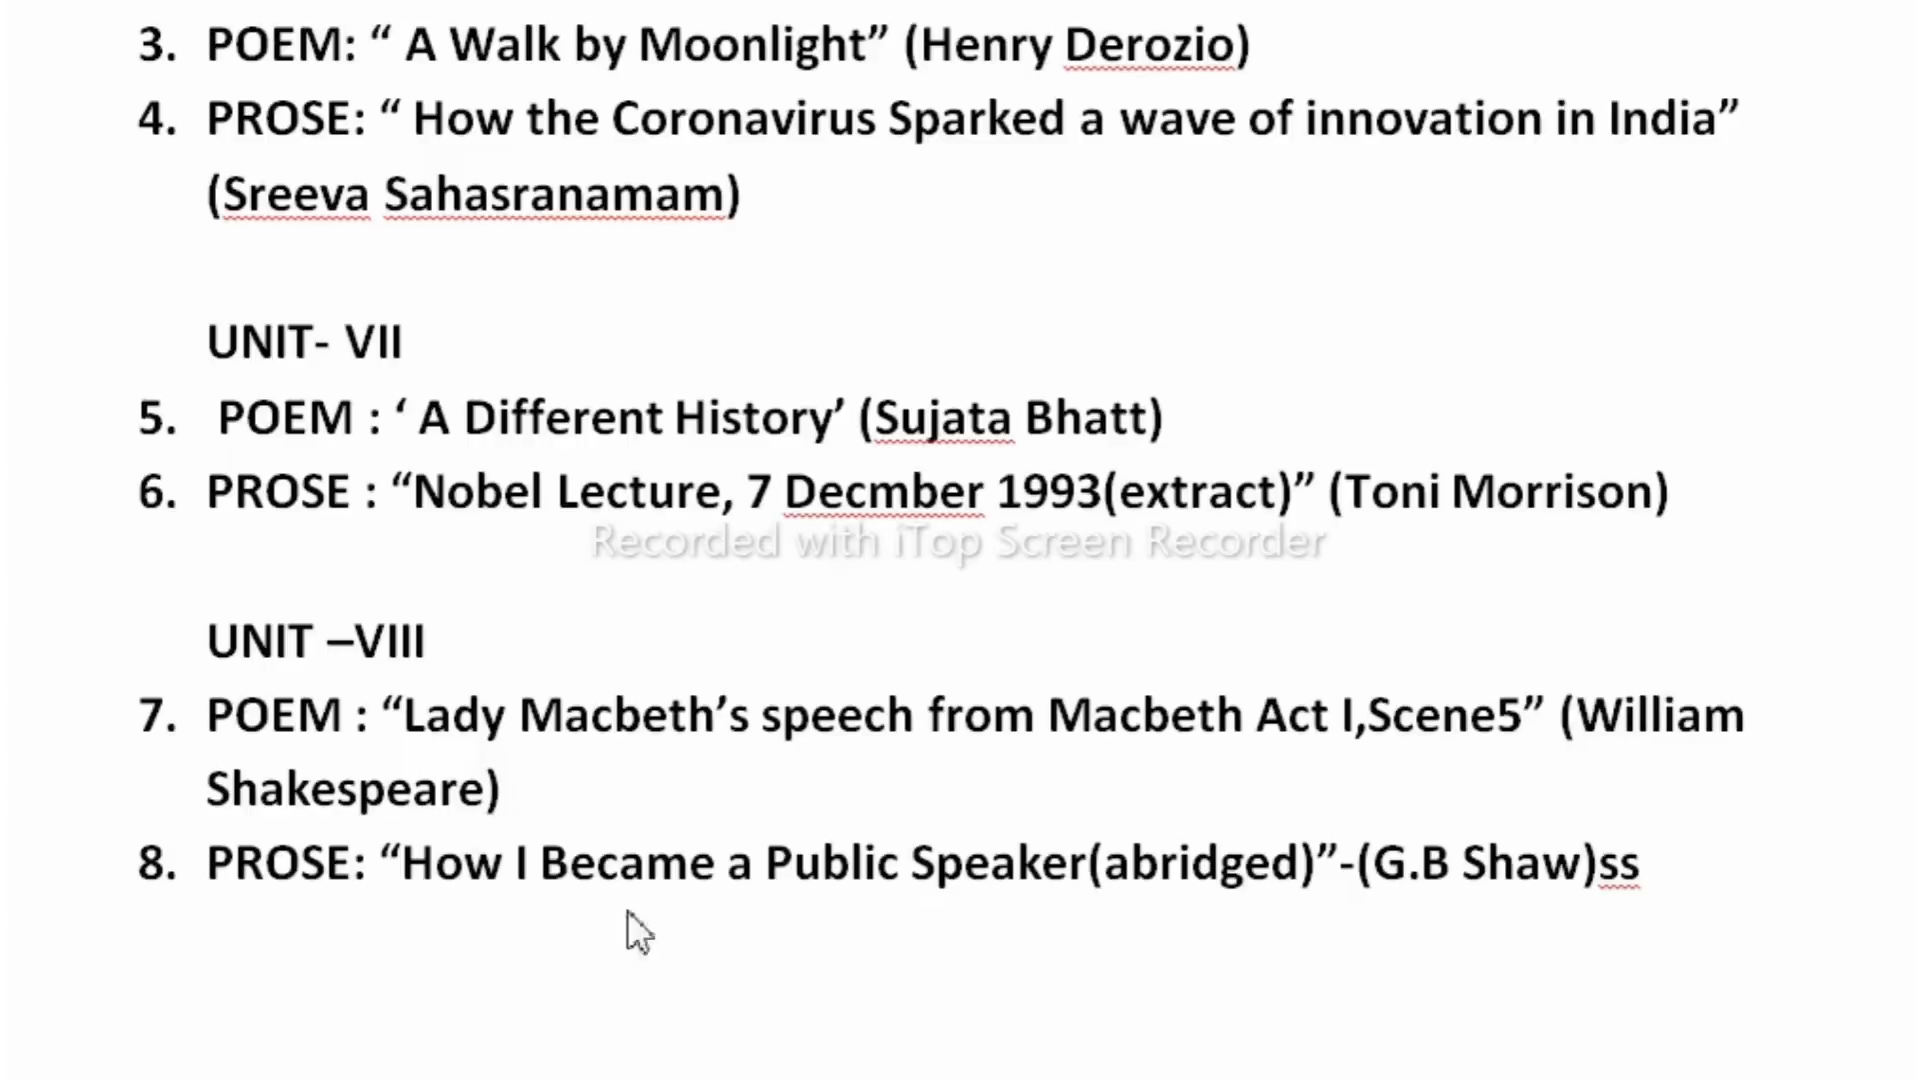 3. POEM: “ A Walk by Moonlight” (Henry Derozio)
4. PROSE: “ How the Coronavirus Sparked a wave of innovation in India”
(Sreeva Sahasranamam)
UNIT- VII
5. POEM : ‘ A Different History’ (Sujata Bhatt)
6. PROSE : “Nobel Lecture, 7 Decmber 1993(extract)” (Toni Morrison)
Recorded with iTop Screen Recorder
UNIT –VIII
7. POEM : “Lady Macbeth’s speech from Macbeth Act I,Scene5” (William
Shakespeare)
8. PROSE: “How I Became a Public Speaker(abridged)”-(G.B Shaw)ss